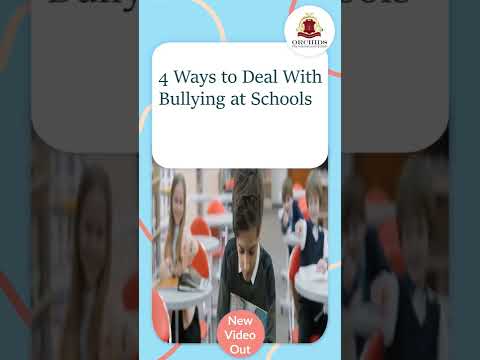 ORCHIDS
4 Ways to Deal With
Bullying at Schools
New
Video
Out